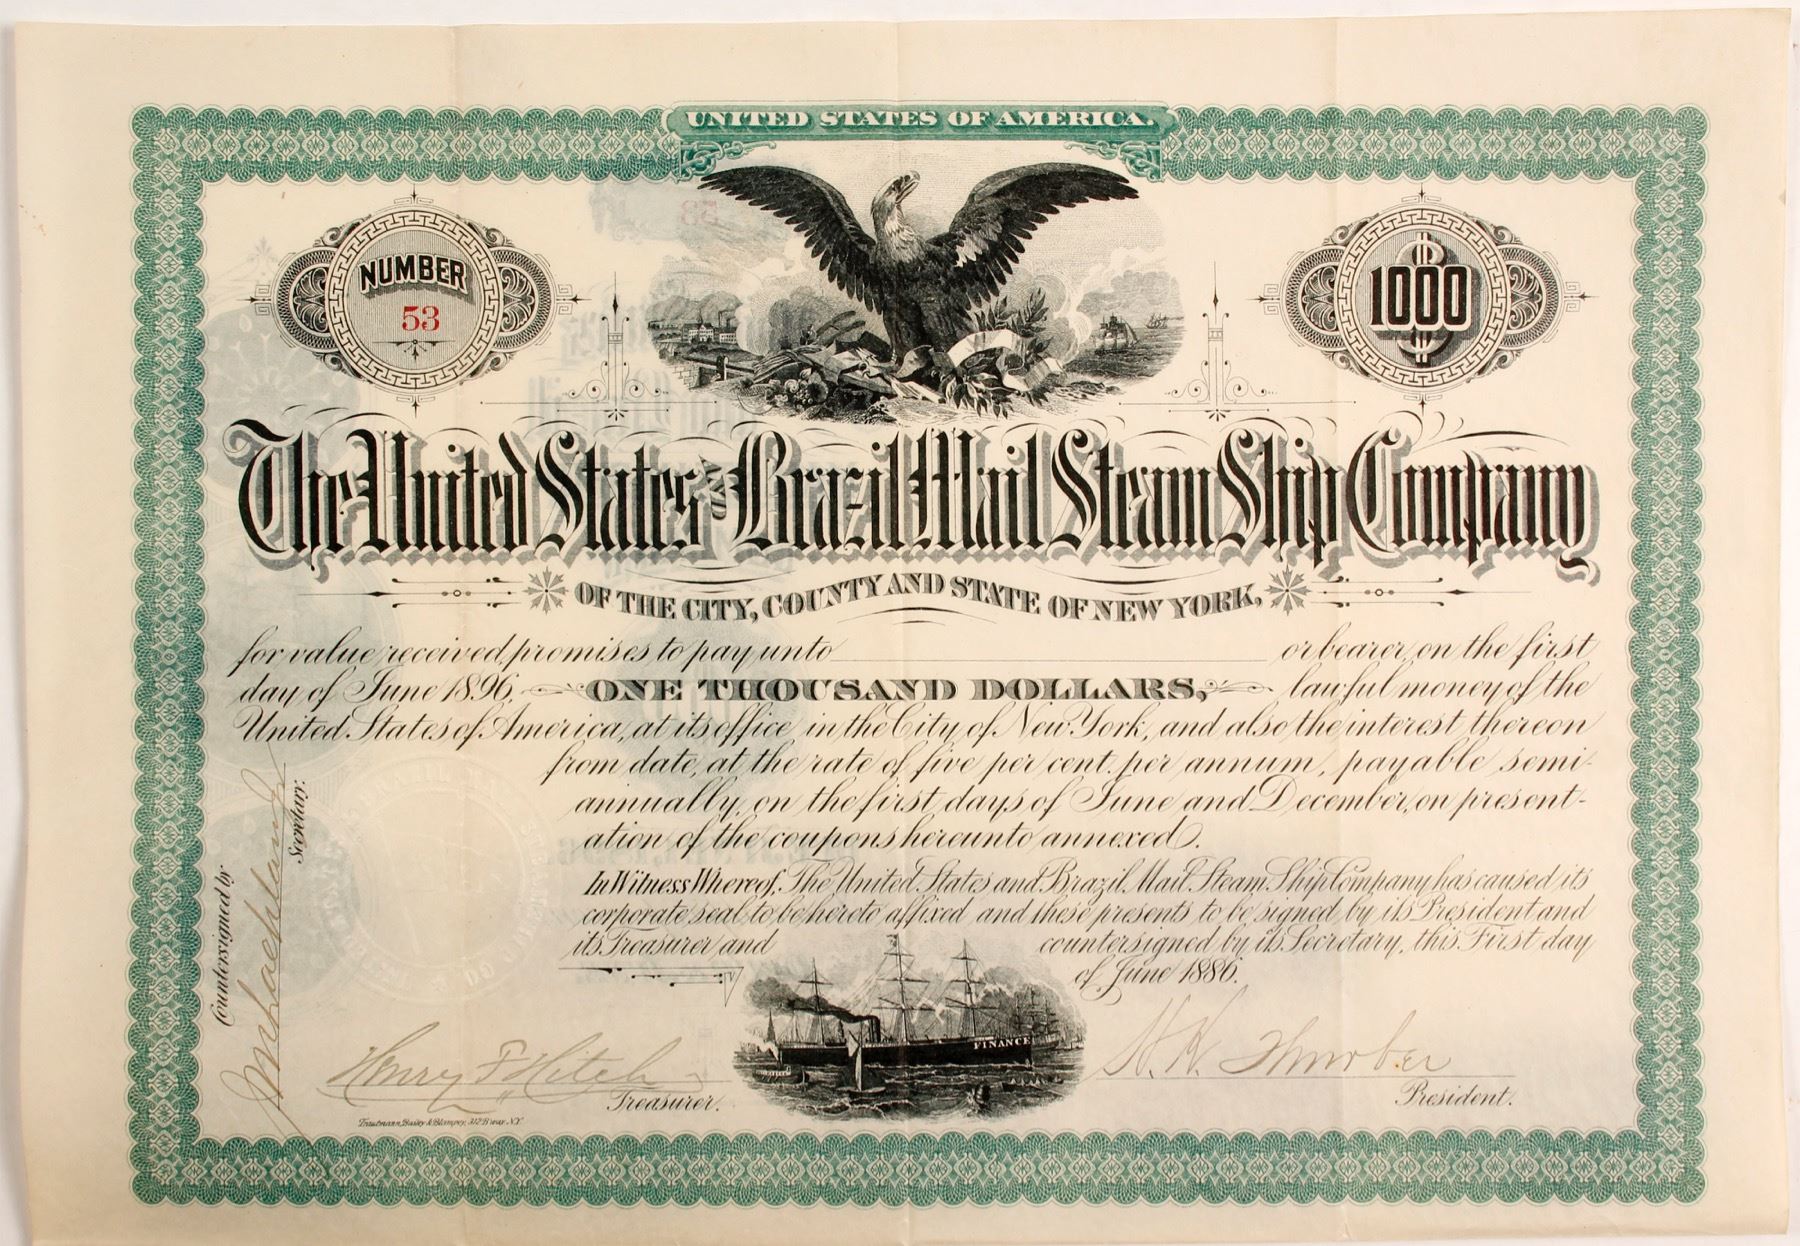 UNITED STATES OF AMERICA.
NUMBER
53
$ 1000
The United States AND Brazil Mail Steam Ship Company
OF THE CITY, COUNTY AND STATE OF NEW YORK,
for value received, promises to pay unto or bearer, on the first
day of June 1896, ONE THOUSAND DOLLARS, lawful money of the
United States of America, at its office in the City of New York, and also the interest thereon
from date, at the rate of five per cent. per annum, payable semi-
annually, on the first days of June and December, on present-
ation of the coupons hereunto annexed.
In Witness Whereof, The United States and Brazil Mail Steam Ship Company has caused its
corporate seal to be hereto affixed and these presents to be signed by its President and
its Treasurer and countersigned by its Secretary, this First day
of June 1886.
Countersigned by
Secretary.
Henry F Hitch
Treasurer.
FINANCE
H. K. Thurber
President.
Trautmann, Bailey & Blampey, 312 B'way, N.Y.